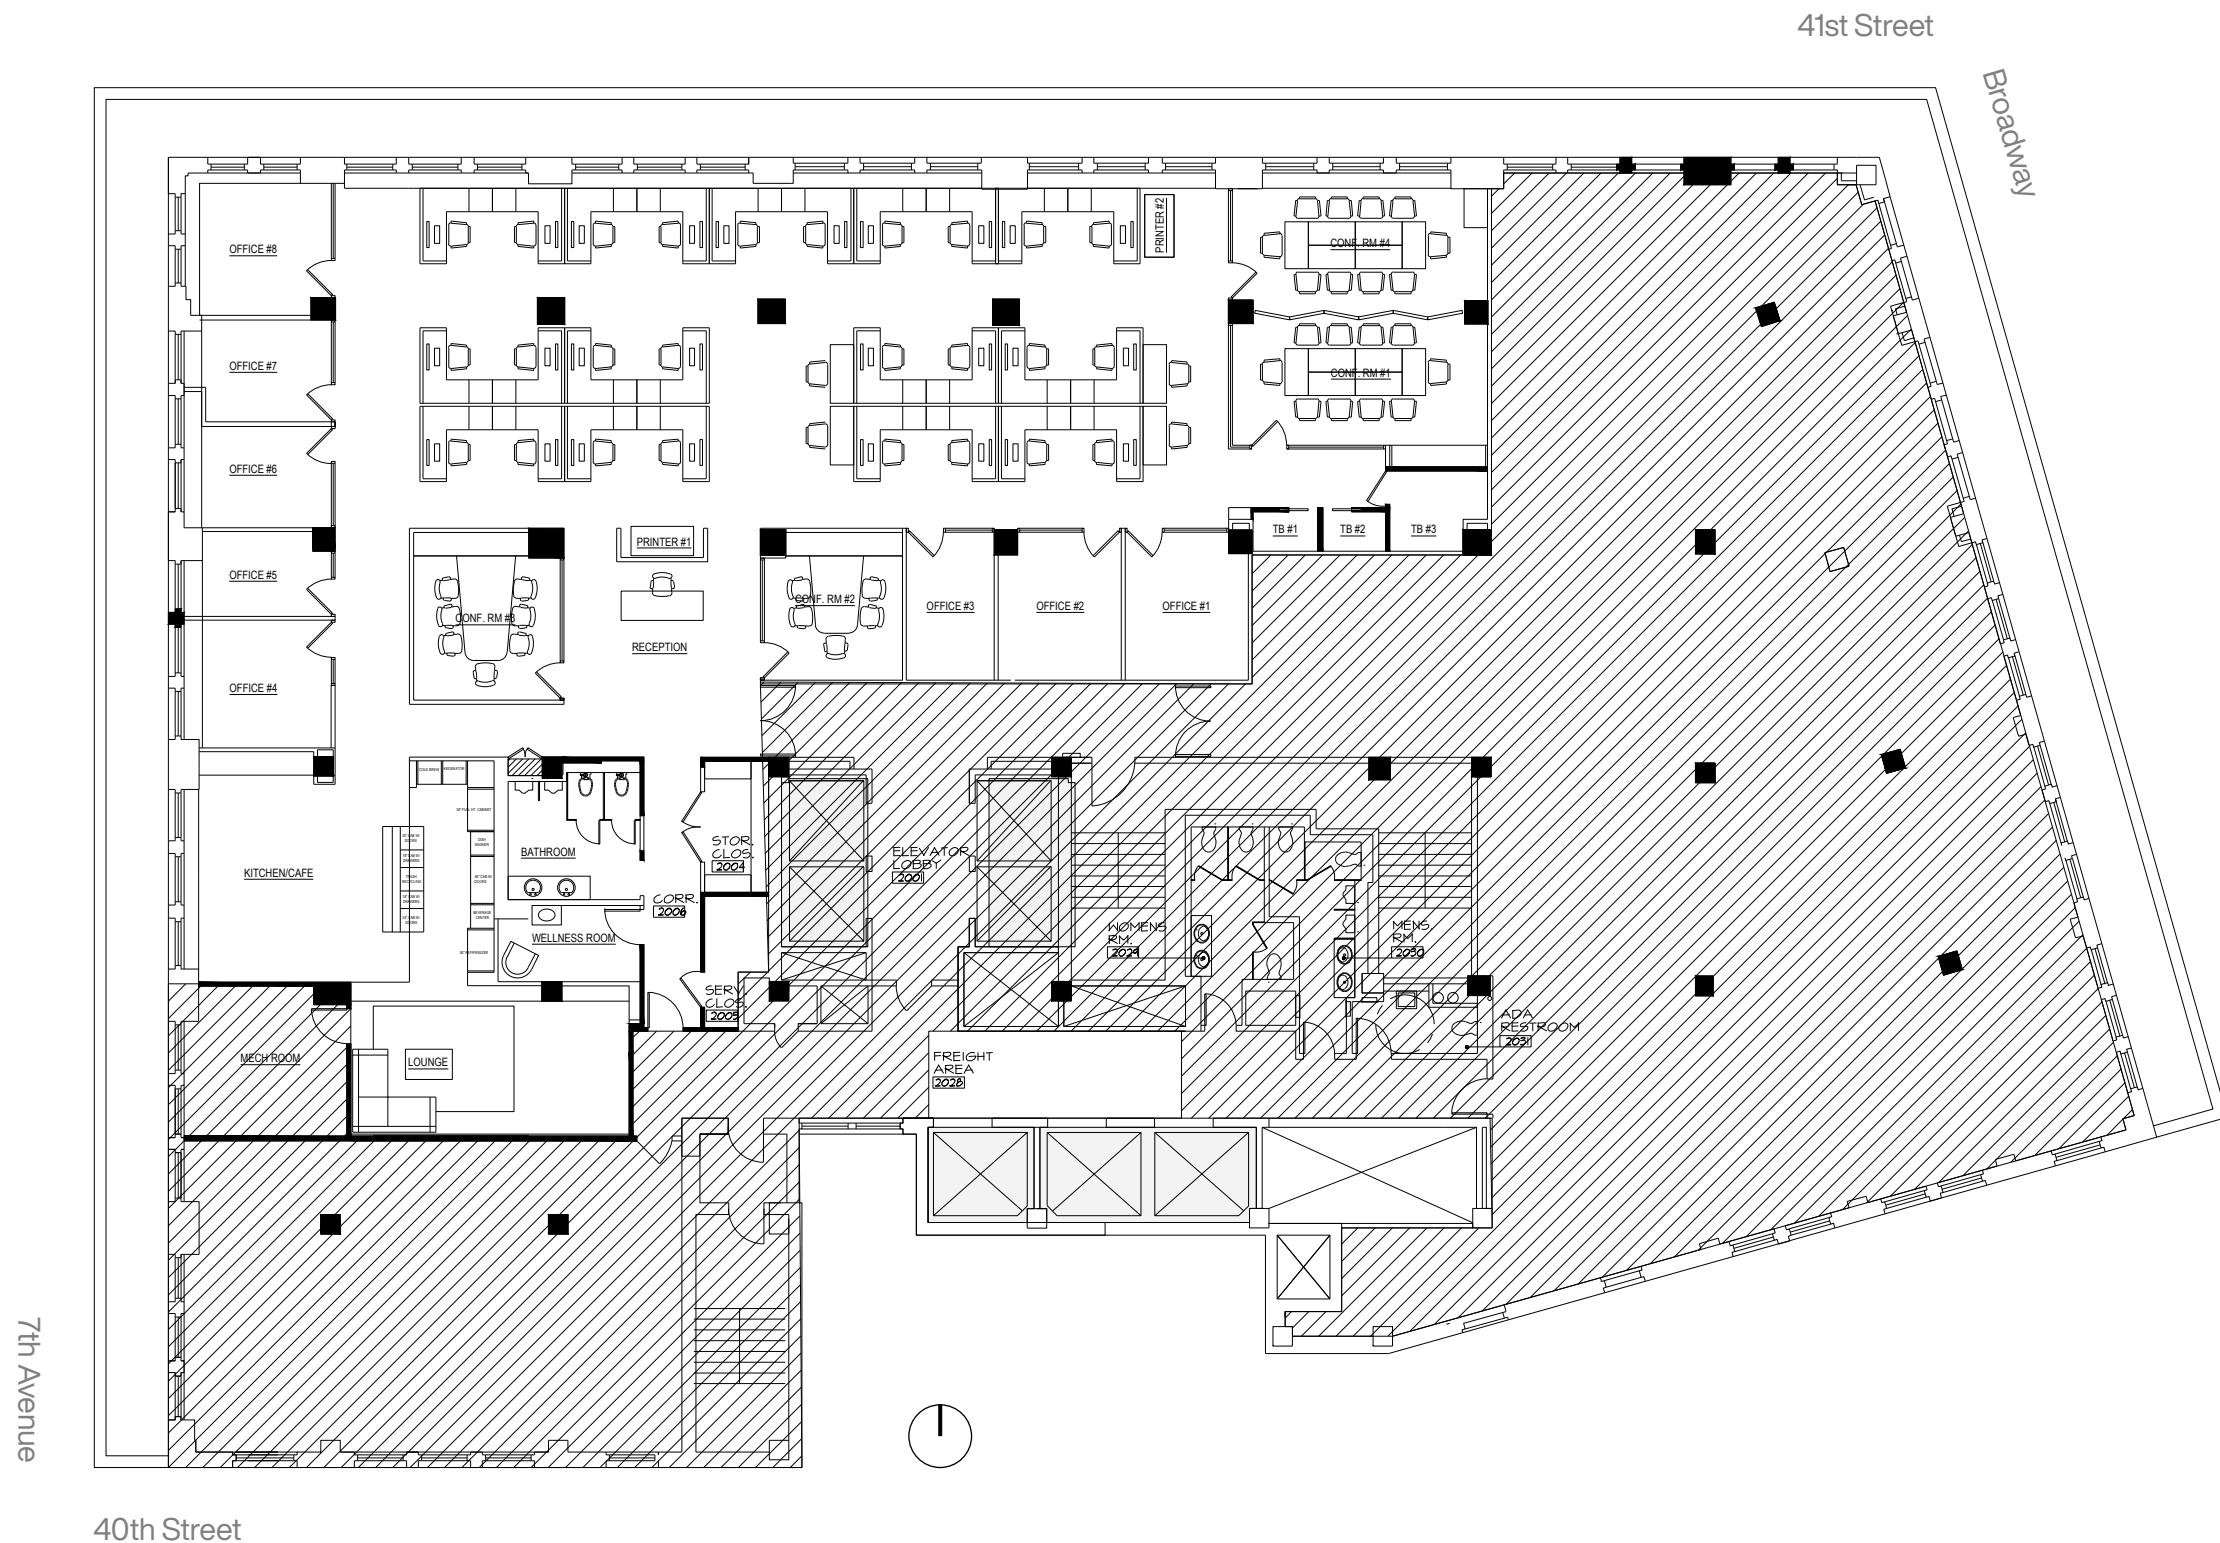 41st Street
Broadway
PRINTER #2
OFFICE #8
CONF. RM #4
OFFICE #7
CONF. RM #1
OFFICE #6
TB #1
TB #2
TB #3
PRINTER #1
OFFICE #5
CONF. RM #3
CONF. RM #2
OFFICE #3
OFFICE #2
OFFICE #1
RECEPTION
OFFICE #4
STOR.
CLOS.
2004
BATHROOM
ELEVATOR
LOBBY
2001
KITCHEN/CAFE
CORR.
2006
WELLNESS ROOM
WOMENS
RM.
2029
MENS
RM.
2030
SERV.
CLOS.
2005
ADA
RESTROOM
2031
MECH ROOM
LOUNGE
FREIGHT
AREA
2028
7th Avenue
40th Street